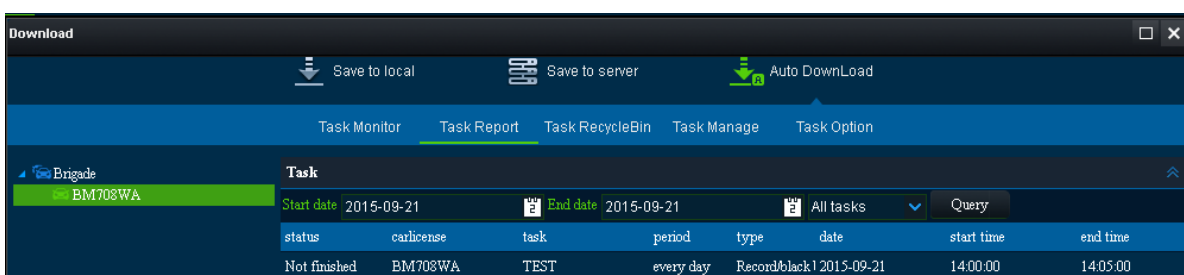 Download
Save to local Save to server Auto DownLoad
Task Monitor Task Report Task RecycleBin Task Manage Task Option
Brigade
BM708WA
Task
Start date 2015-09-21 End date 2015-09-21 All tasks Query
status carlicense task period type date start time end time
Not finished BM708WA TEST every day Record/black 2015-09-21 14:00:00 14:05:00